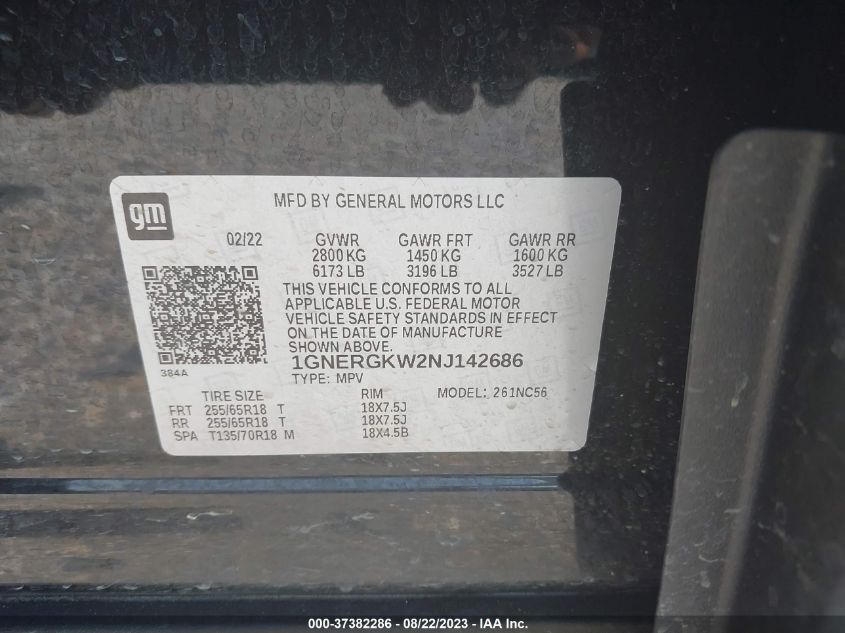 gm
MFD BY GENERAL MOTORS LLC
02/22 GVWR GAWR FRT GAWR RR
2800 KG 1450 KG 1600 KG
6173 LB 3196 LB 3527 LB
THIS VEHICLE CONFORMS TO ALL
APPLICABLE U.S. FEDERAL MOTOR
VEHICLE SAFETY STANDARDS IN EFFECT
ON THE DATE OF MANUFACTURE
SHOWN ABOVE.
384A
1GNERGKW2NJ142686
TYPE: MPV
TIRE SIZE RIM MODEL: 261NC56
FRT 255/65R18 T 18X7.5J
RR 255/65R18 T 18X7.5J
SPA T135/70R18 M 18X4.5B
000-37382286 - 08/22/2023 - IAA Inc.